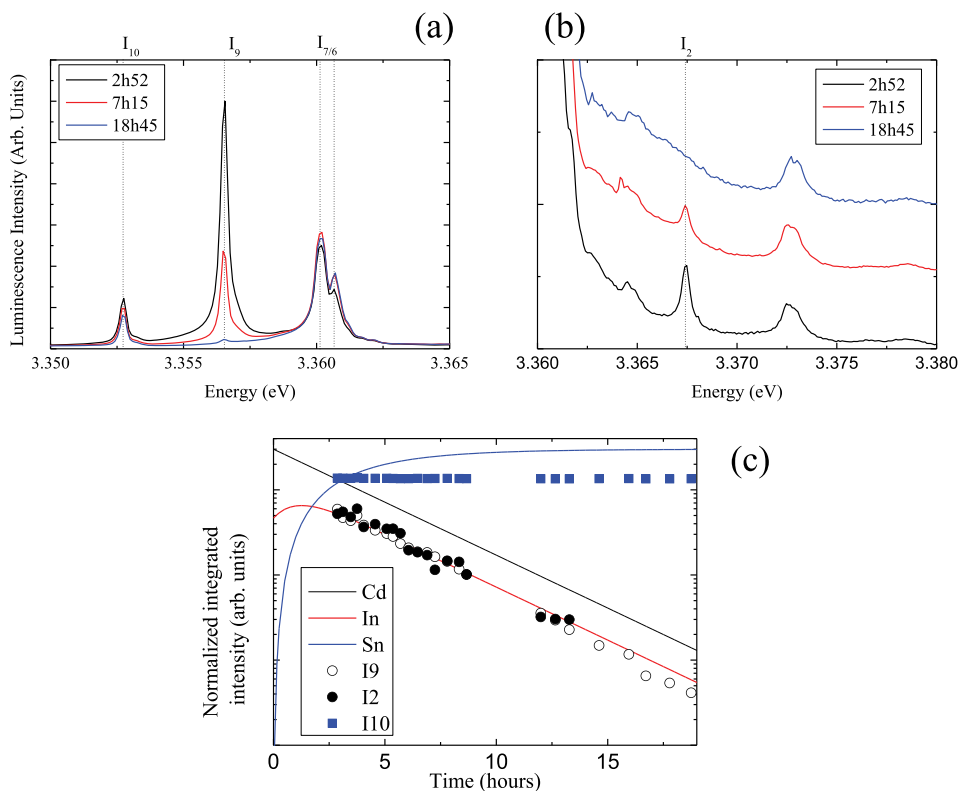 I₁₀ I₉ I₇/₆ (a)
2h52
7h15
18h45
Luminescence Intensity (Arb. Units)
3.350 3.355 3.360 3.365
Energy (eV)
I₂ (b)
2h52
7h15
18h45
3.360 3.365 3.370 3.375 3.380
Energy (eV)
(c)
Normalized integrated
intensity (arb. units)
Cd
In
Sn
I9
I2
I10
0 5 10 15
Time (hours)